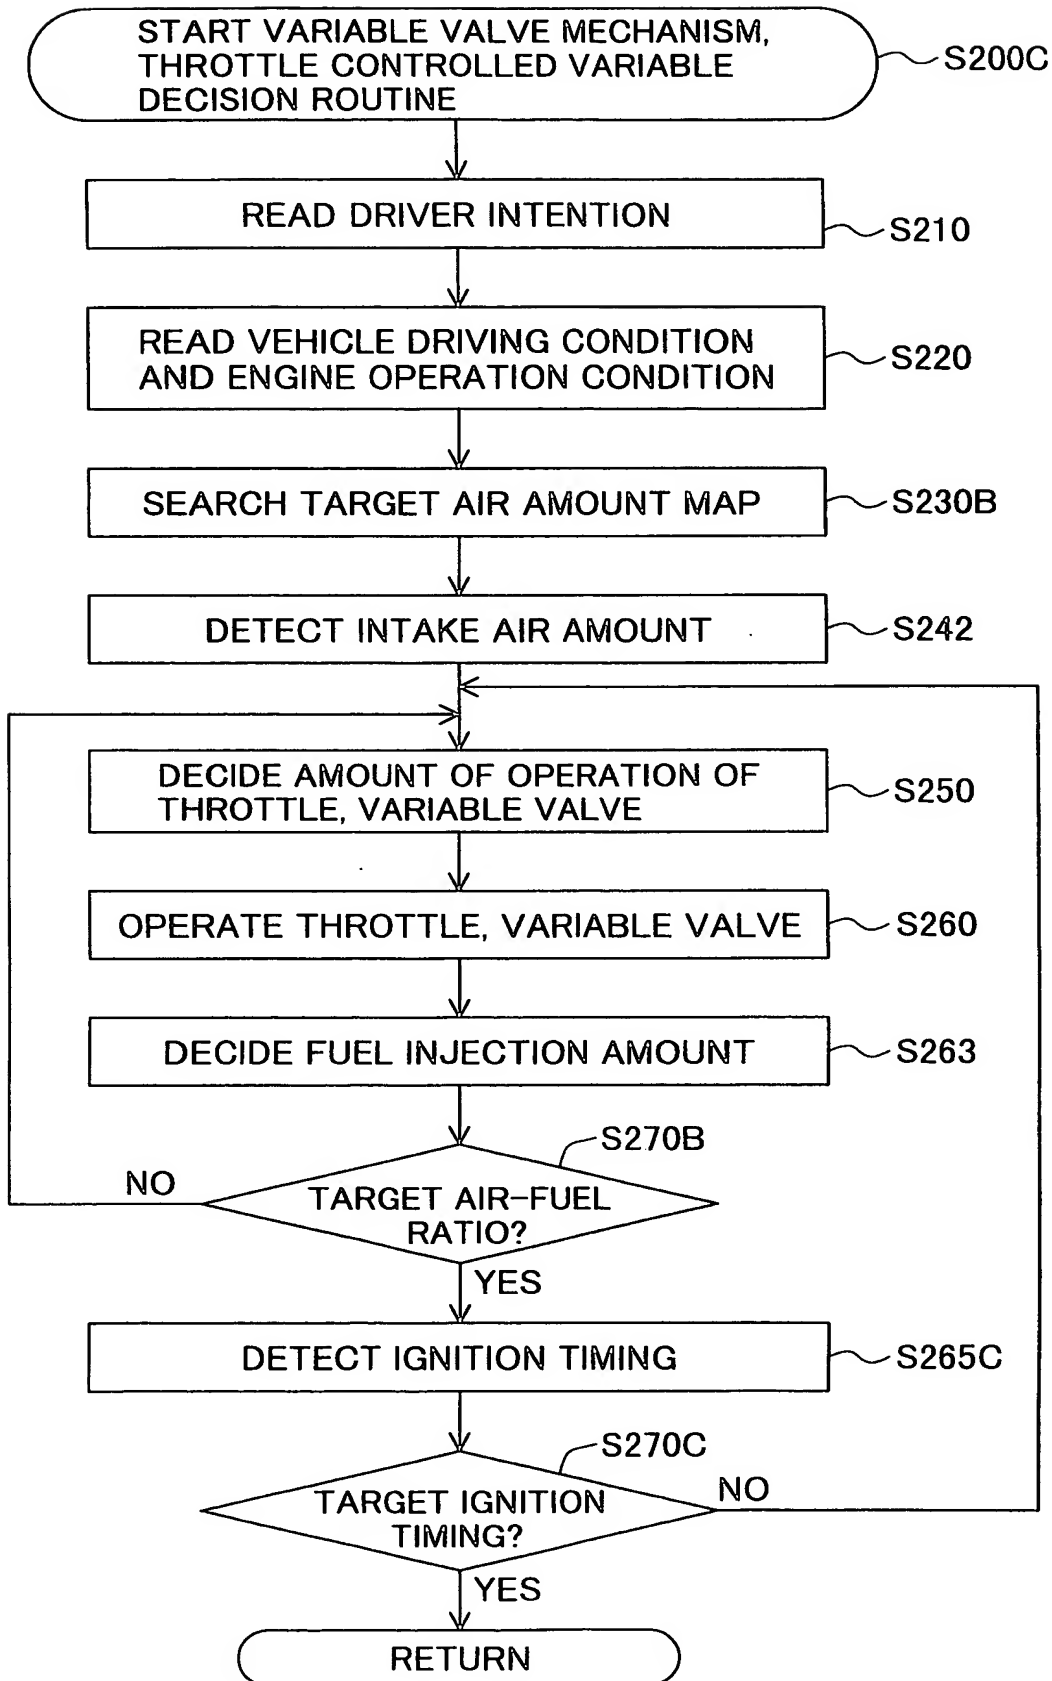 START VARIABLE VALVE MECHANISM,
THROTTLE CONTROLLED VARIABLE
DECISION ROUTINE
S200C
READ DRIVER INTENTION
S210
READ VEHICLE DRIVING CONDITION
AND ENGINE OPERATION CONDITION
S220
SEARCH TARGET AIR AMOUNT MAP
S230B
DETECT INTAKE AIR AMOUNT
S242
DECIDE AMOUNT OF OPERATION OF
THROTTLE, VARIABLE VALVE
S250
OPERATE THROTTLE, VARIABLE VALVE
S260
DECIDE FUEL INJECTION AMOUNT
S263
S270B
NO
TARGET AIR-FUEL
RATIO?
YES
DETECT IGNITION TIMING
S265C
S270C
TARGET IGNITION
TIMING?
NO
YES
RETURN